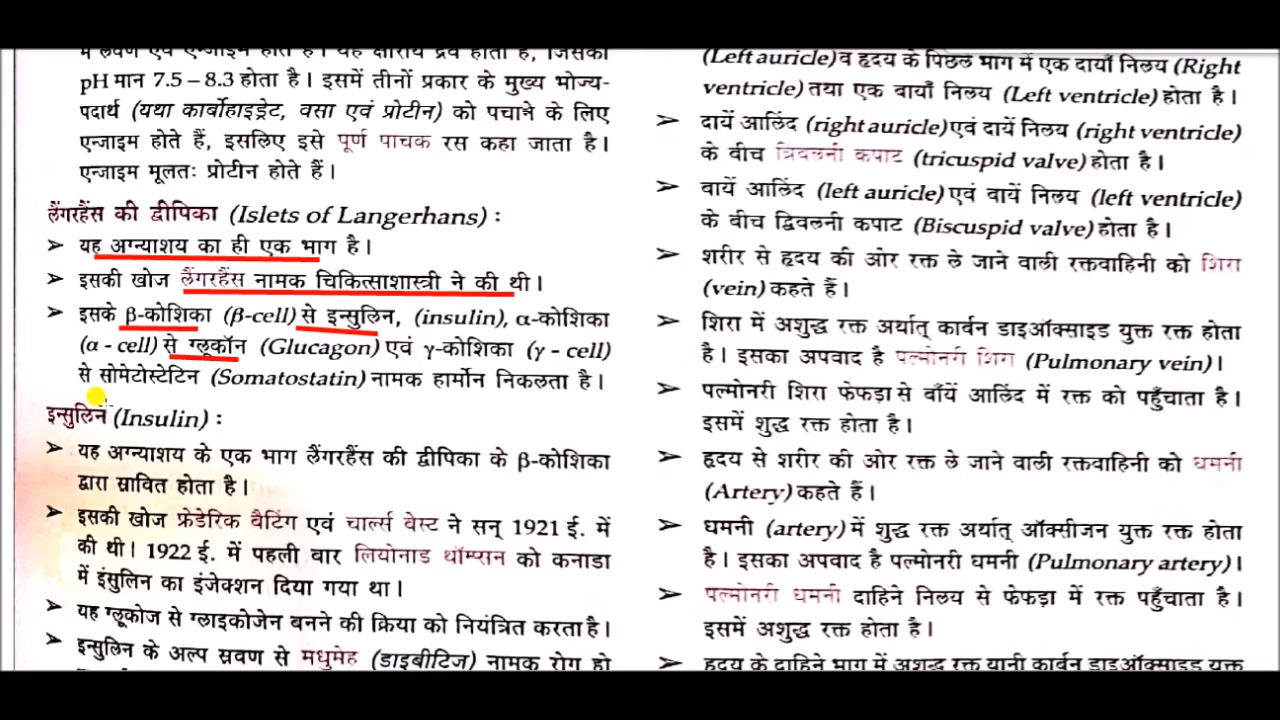 में लवण एवं एन्जाइम होते हैं। यह क्षारीय द्रव होता है, जिसका
pH मान 7.5 – 8.3 होता है। इसमें तीनों प्रकार के मुख्य भोज्य-
पदार्थ (यथा कार्बोहाइड्रेट, वसा एवं प्रोटीन) को पचाने के लिए
एन्जाइम होते हैं, इसलिए इसे पूर्ण पाचक रस कहा जाता है।
एन्जाइम मूलतः प्रोटीन होते हैं।
लैंगरहैंस की द्वीपिका (Islets of Langerhans) :
➢ यह अग्न्याशय का ही एक भाग है।
➢ इसकी खोज लैंगरहैंस नामक चिकित्साशास्त्री ने की थी।
➢ इसके β-कोशिका (β-cell) से इन्सुलिन, (insulin), α-कोशिका
(α - cell) से ग्लूकॉन (Glucagon) एवं γ-कोशिका (γ - cell)
से सोमेटोस्टेटिन (Somatostatin) नामक हार्मोन निकलता है।
इन्सुलिन (Insulin) :
➢ यह अग्न्याशय के एक भाग लैंगरहैंस की द्वीपिका के β-कोशिका
द्वारा स्रावित होता है।
➢ इसकी खोज फ्रेडेरिक बैटिंग एवं चार्ल्स बेस्ट ने सन् 1921 ई. में
की थी। 1922 ई. में पहली बार लियोनाड थॉम्प्सन को कनाडा
में इंसुलिन का इंजेक्शन दिया गया था।
➢ यह ग्लूकोज से ग्लाइकोजेन बनने की क्रिया को नियंत्रित करता है।
➢ इन्सुलिन के अल्प स्रवण से मधुमेह (डाइबीटिज) नामक रोग हो
(Left auricle) व हृदय के पिछले भाग में एक दायाँ निलय (Right
ventricle) तथा एक बायाँ निलय (Left ventricle) होता है।
➢ दायें आलिंद (right auricle) एवं दायें निलय (right ventricle)
के बीच त्रिवलनी कपाट (tricuspid valve) होता है।
➢ बायें आलिंद (left auricle) एवं बायें निलय (left ventricle)
के बीच द्विवलनी कपाट (Biscuspid valve) होता है।
➢ शरीर से हृदय की ओर रक्त ले जाने वाली रक्तवाहिनी को शिरा
(vein) कहते हैं।
➢ शिरा में अशुद्ध रक्त अर्थात् कार्बन डाइऑक्साइड युक्त रक्त होता
है। इसका अपवाद है पल्मोनरी शिरा (Pulmonary vein)।
➢ पल्मोनरी शिरा फेफड़ा से बाँयें आलिंद में रक्त को पहुँचाता है।
इसमें शुद्ध रक्त होता है।
➢ हृदय से शरीर की ओर रक्त ले जाने वाली रक्तवाहिनी को धमनी
(Artery) कहते हैं।
➢ धमनी (artery) में शुद्ध रक्त अर्थात् ऑक्सीजन युक्त रक्त होता
है। इसका अपवाद है पल्मोनरी धमनी (Pulmonary artery)।
➢ पल्मोनरी धमनी दाहिने निलय से फेफड़ा में रक्त पहुँचाता है।
इसमें अशुद्ध रक्त होता है।
➢ हृदय के दाहिने भाग में अशुद्ध रक्त यानी कार्बन डाइऑक्साइड युक्त